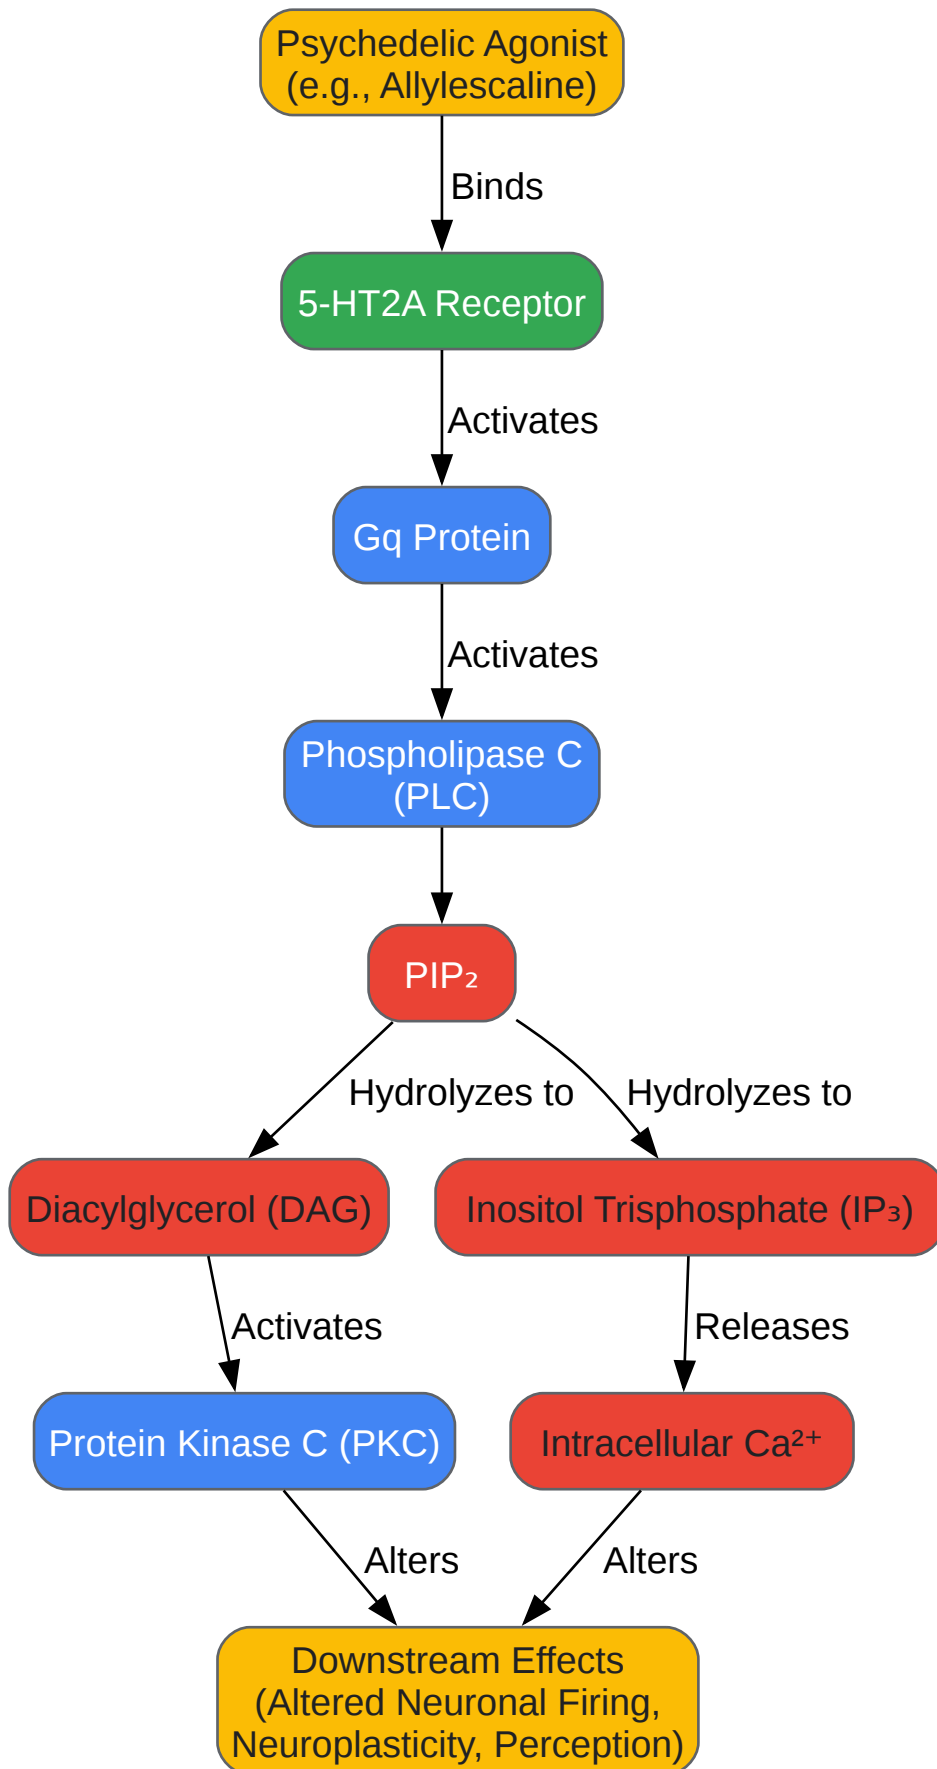 Psychedelic Agonist
(e.g., Allylescaline)
Binds
5-HT2A Receptor
Activates
Gq Protein
Activates
Phospholipase C
(PLC)
PIP₂
Hydrolyzes to
Hydrolyzes to
Diacylglycerol (DAG)
Inositol Trisphosphate (IP₃)
Activates
Releases
Protein Kinase C (PKC)
Intracellular Ca²⁺
Alters
Alters
Downstream Effects
(Altered Neuronal Firing,
Neuroplasticity, Perception)